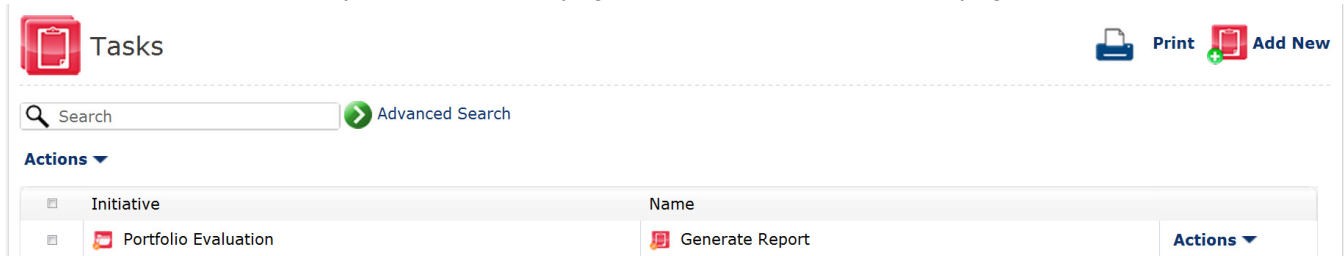 Tasks
Print Add New
Search
Advanced Search
Actions
Initiative Name
Portfolio Evaluation Generate Report Actions